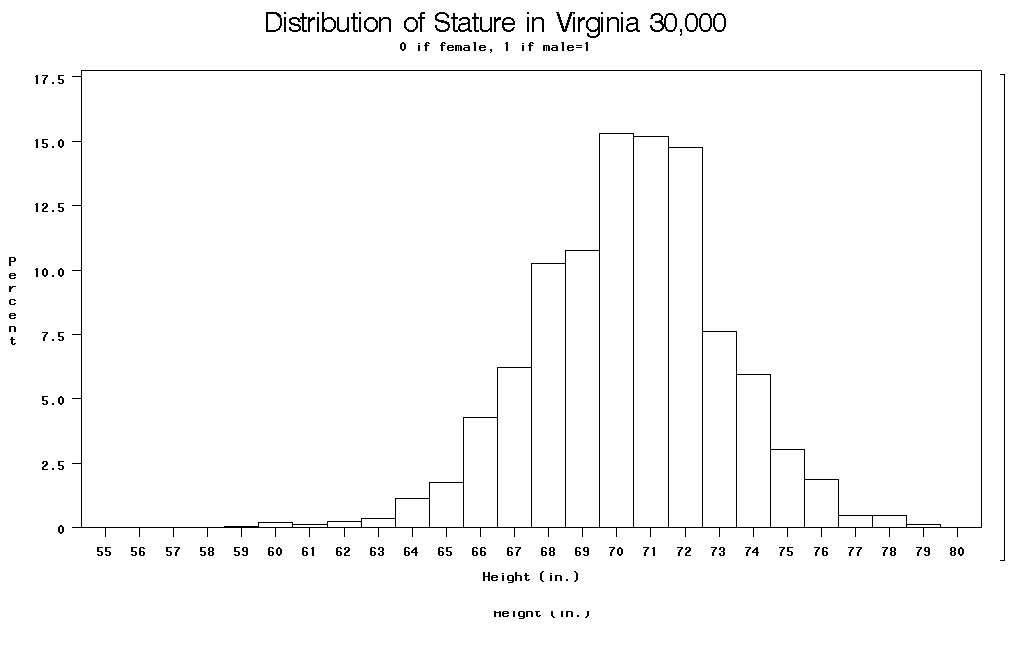 Distribution of Stature in Virginia 30,000
0 if female, 1 if male=1
17.5
15.0
12.5
10.0
7.5
5.0
2.5
0
Percent
55 56 57 58 59 60 61 62 63 64 65 66 67 68 69 70 71 72 73 74 75 76 77 78 79 80
Height (in.)
Height (in.)